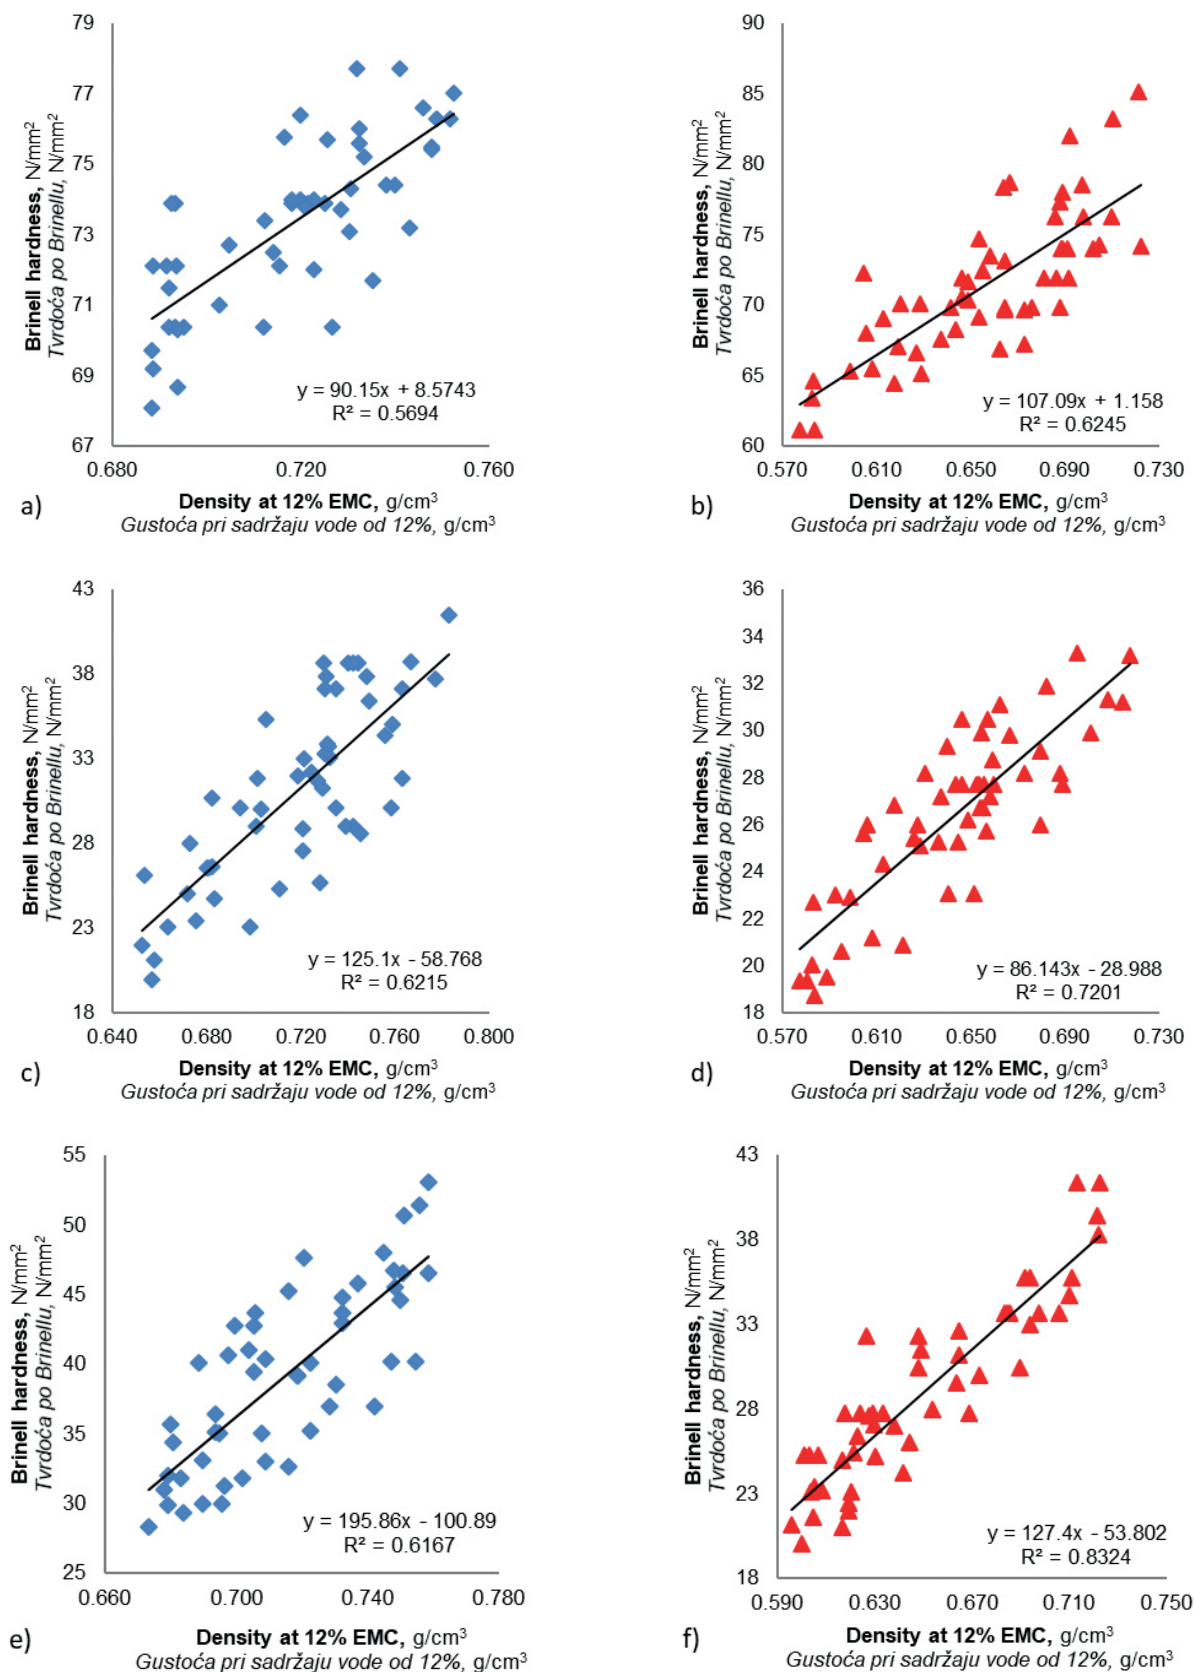 79
77
75
73
71
69
67
Brinell hardness, N/mm²
Tvrdoća po Brinellu, N/mm²
y = 90.15x + 8.5743
R² = 0.5694
0.680 0.720 0.760
a)
Density at 12% EMC, g/cm³
Gustoća pri sadržaju vode od 12%, g/cm³
90
85
80
75
70
65
60
Brinell hardness, N/mm²
Tvrdoća po Brinellu, N/mm²
y = 107.09x + 1.158
R² = 0.6245
0.570 0.610 0.650 0.690 0.730
b)
Density at 12% EMC, g/cm³
Gustoća pri sadržaju vode od 12%, g/cm³
43
38
33
28
23
18
Brinell hardness, N/mm²
Tvrdoća po Brinellu, N/mm²
y = 125.1x - 58.768
R² = 0.6215
0.640 0.680 0.720 0.760 0.800
c)
Density at 12% EMC, g/cm³
Gustoća pri sadržaju vode od 12%, g/cm³
36
34
32
30
28
26
24
22
20
18
Brinell hardness, N/mm²
Tvrdoća po Brinellu, N/mm²
y = 86.143x - 28.988
R² = 0.7201
0.570 0.610 0.650 0.690 0.730
d)
Density at 12% EMC, g/cm³
Gustoća pri sadržaju vode od 12%, g/cm³
55
50
45
40
35
30
25
Brinell hardness, N/mm²
Tvrdoća po Brinellu, N/mm²
y = 195.86x - 100.89
R² = 0.6167
0.660 0.700 0.740 0.780
e)
Density at 12% EMC, g/cm³
Gustoća pri sadržaju vode od 12%, g/cm³
43
38
33
28
23
18
Brinell hardness, N/mm²
Tvrdoća po Brinellu, N/mm²
y = 127.4x - 53.802
R² = 0.8324
0.590 0.630 0.670 0.710 0.750
f)
Density at 12% EMC, g/cm³
Gustoća pri sadržaju vode od 12%, g/cm³